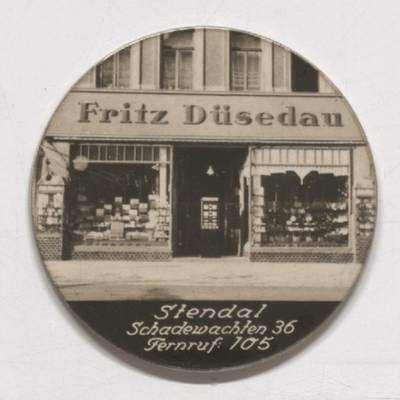 Fritz Düsedau
Stendal
Schadewachten 36
Fernruf: 105